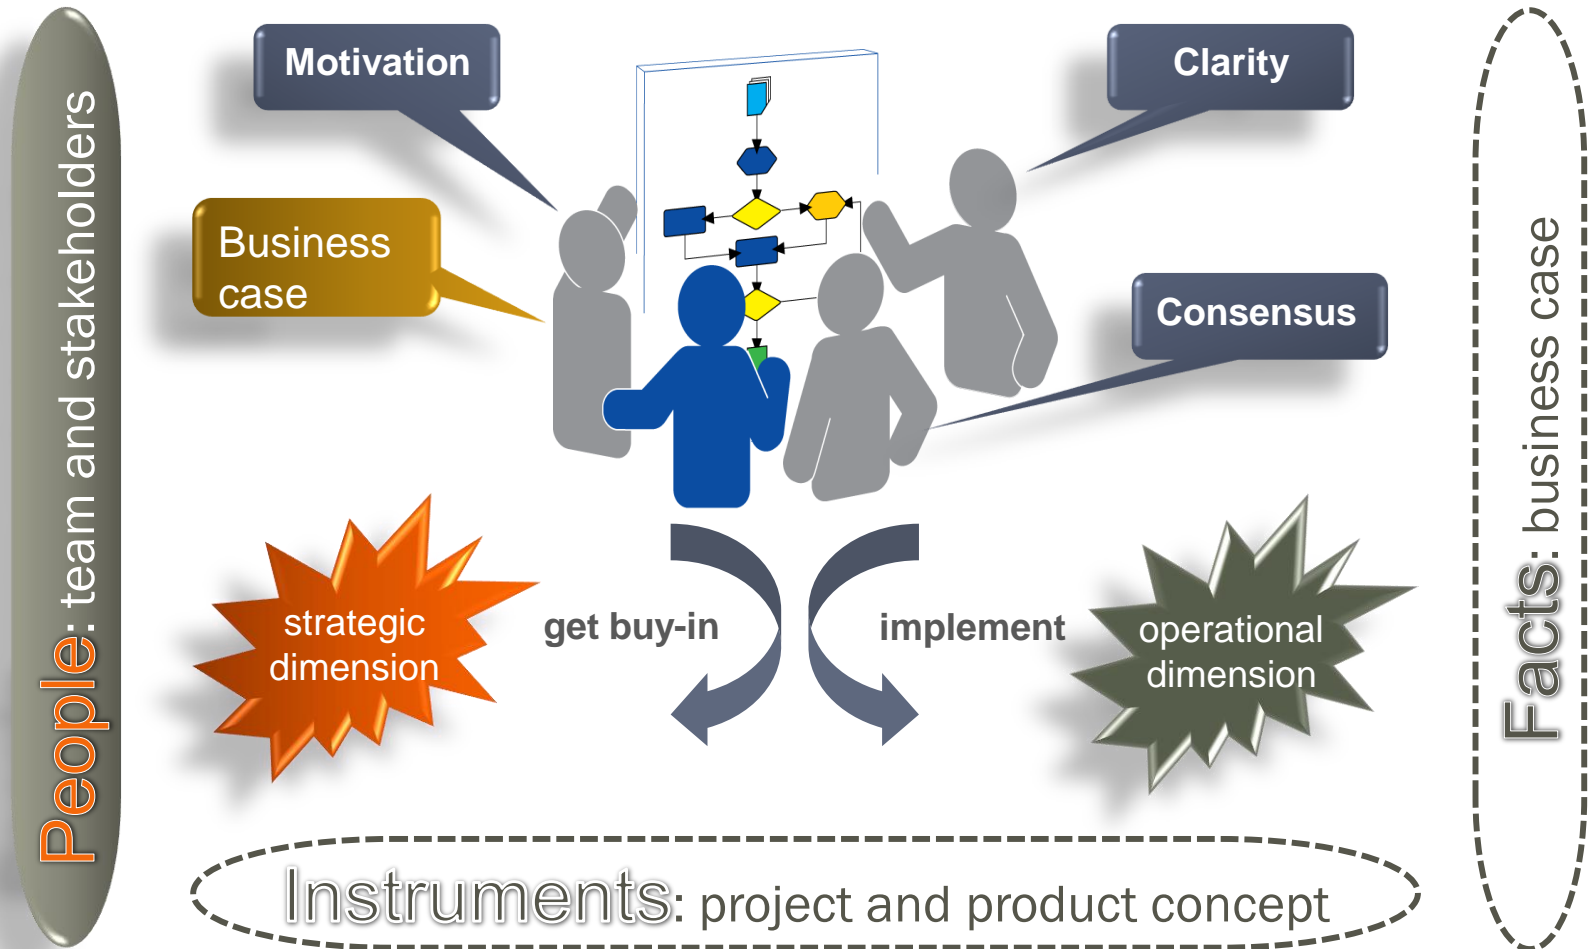 People: team and stakeholders
Motivation
Clarity
Business
case
Consensus
Facts: business case
strategic
dimension
get buy-in
implement
operational
dimension
Instruments: project and product concept